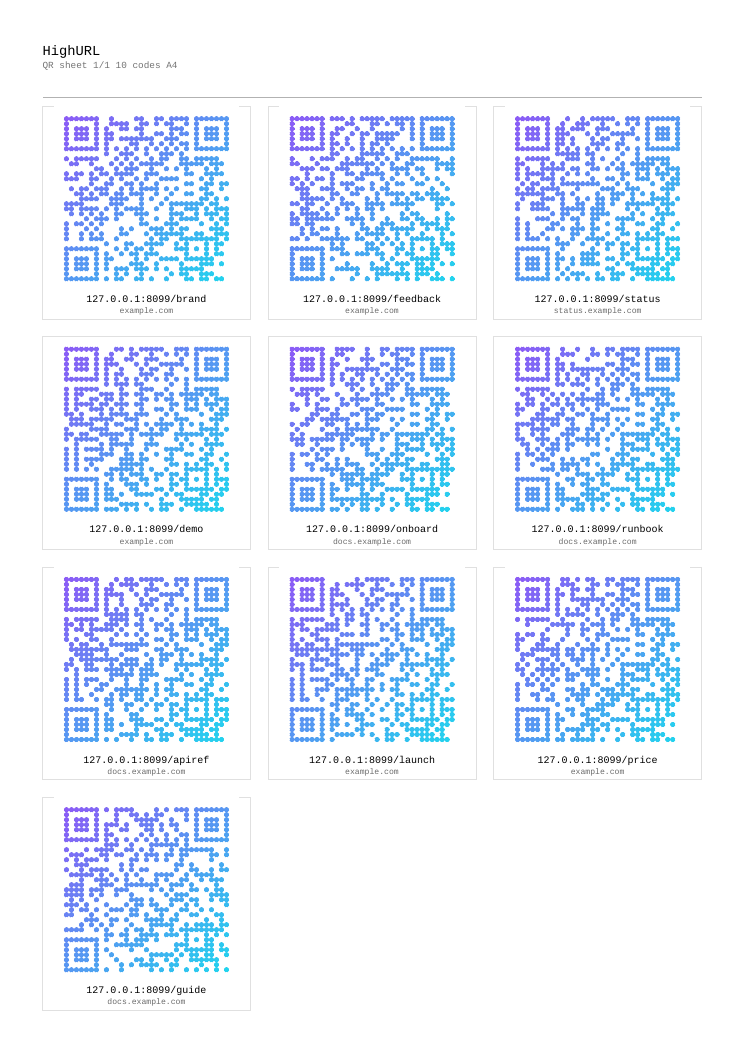 HighURL
QR sheet 1/1 10 codes A4
127.0.0.1:8099/brand
example.com
127.0.0.1:8099/feedback
example.com
127.0.0.1:8099/status
status.example.com
127.0.0.1:8099/demo
example.com
127.0.0.1:8099/onboard
docs.example.com
127.0.0.1:8099/runbook
docs.example.com
127.0.0.1:8099/apiref
docs.example.com
127.0.0.1:8099/launch
example.com
127.0.0.1:8099/price
example.com
127.0.0.1:8099/guide
docs.example.com